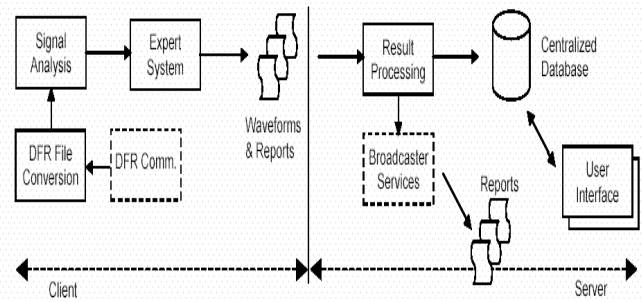 Signal
Analysis
Expert
System
Waveforms
& Reports
DFR File
Conversion
DFR Comm.
Result
Processing
Centralized
Database
Broadcaster
Services
Reports
User
Interface
Client
Server